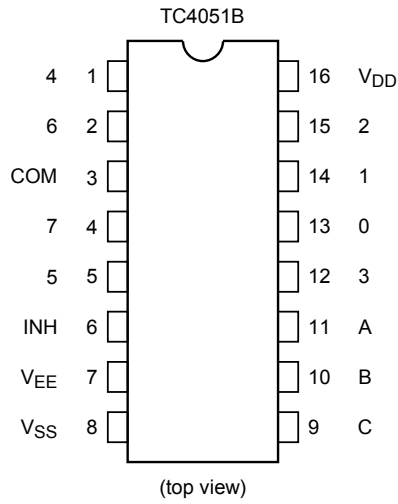 TC4051B
4 1 16 VDD
6 2 15 2
COM 3 14 1
7 4 13 0
5 5 12 3
INH 6 11 A
VEE 7 10 B
VSS 8 9 C
(top view)